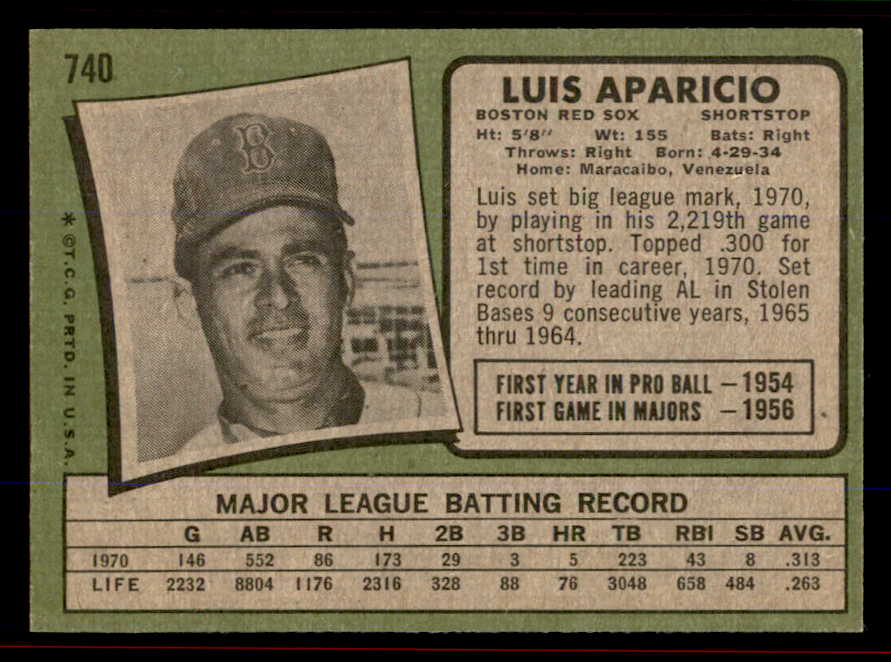 740
B
* ©T.C.G. PRTD. IN U.S.A.
LUIS APARICIO
BOSTON RED SOX SHORTSTOP
Ht: 5'8" Wt: 155 Bats: Right
Throws: Right Born: 4-29-34
Home: Maracaibo, Venezuela
Luis set big league mark, 1970,
by playing in his 2,219th game
at shortstop. Topped .300 for
1st time in career, 1970. Set
record by leading AL in Stolen
Bases 9 consecutive years, 1965
thru 1964.
FIRST YEAR IN PRO BALL —1954
FIRST GAME IN MAJORS —1956
MAJOR LEAGUE BATTING RECORD
G AB R H 2B 3B HR TB RBI SB AVG.
1970 146 552 86 173 29 3 5 223 43 8 .313
LIFE 2232 8804 1176 2316 328 88 76 3048 658 484 .263